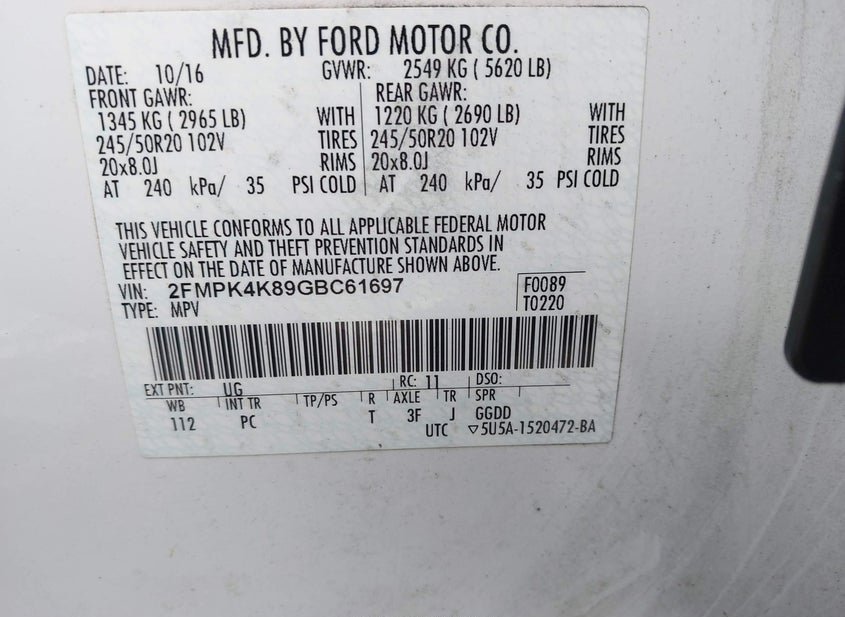 MFD. BY FORD MOTOR CO.
DATE: 10/16 GVWR: 2549 KG ( 5620 LB)
FRONT GAWR: REAR GAWR:
1345 KG ( 2965 LB) WITH 1220 KG ( 2690 LB) WITH
245/50R20 102V TIRES 245/50R20 102V TIRES
20x8.0J RIMS 20x8.0J RIMS
AT 240 kPa/ 35 PSI COLD AT 240 kPa/ 35 PSI COLD
THIS VEHICLE CONFORMS TO ALL APPLICABLE FEDERAL MOTOR
VEHICLE SAFETY AND THEFT PREVENTION STANDARDS IN
EFFECT ON THE DATE OF MANUFACTURE SHOWN ABOVE.
VIN: 2FMPK4K89GBC61697 F0089
TYPE: MPV T0220
EXT PNT: UG RC: 11 DSO:
WB INT TR TP/PS R AXLE TR SPR
112 PC T 3F J GGDD
UTC ▽5U5A-1520472-BA